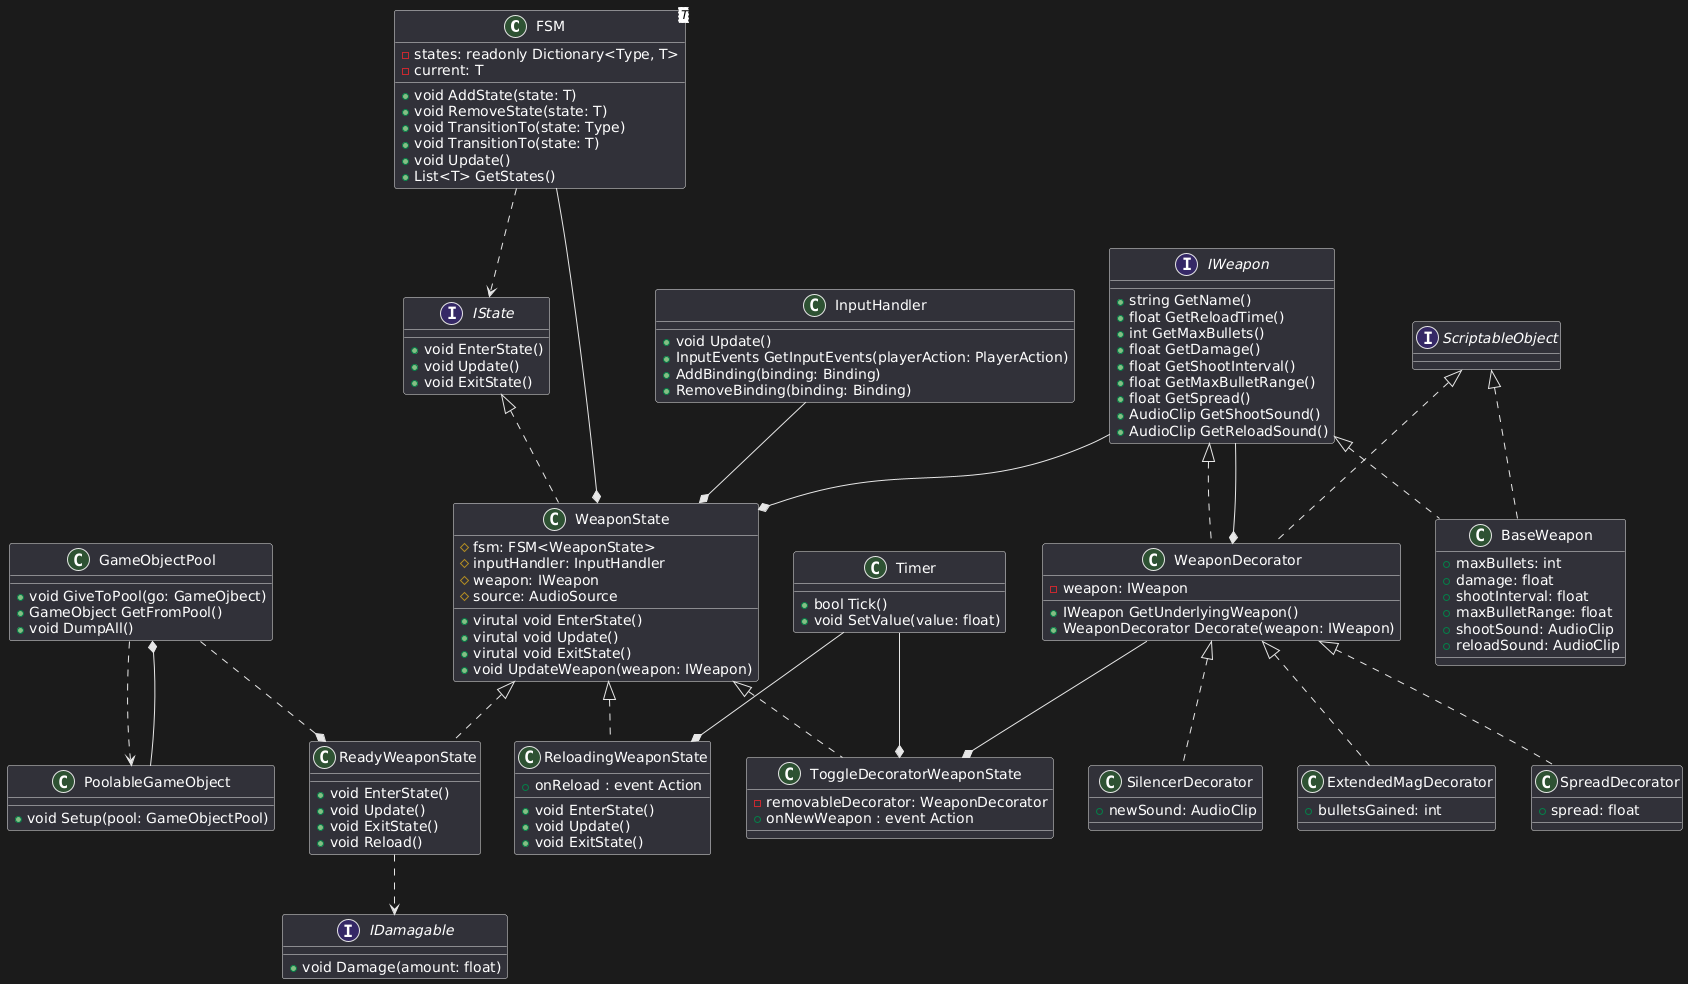 FSM
T
states: readonly Dictionary<Type, T>
current: T
void AddState(state: T)
void RemoveState(state: T)
void TransitionTo(state: Type)
void TransitionTo(state: T)
void Update()
List<T> GetStates()
IState
void EnterState()
void Update()
void ExitState()
InputHandler
void Update()
InputEvents GetInputEvents(playerAction: PlayerAction)
AddBinding(binding: Binding)
RemoveBinding(binding: Binding)
IWeapon
string GetName()
float GetReloadTime()
int GetMaxBullets()
float GetDamage()
float GetShootInterval()
float GetMaxBulletRange()
float GetSpread()
AudioClip GetShootSound()
AudioClip GetReloadSound()
ScriptableObject
GameObjectPool
void GiveToPool(go: GameOjbect)
GameObject GetFromPool()
void DumpAll()
WeaponState
fsm: FSM<WeaponState>
inputHandler: InputHandler
weapon: IWeapon
source: AudioSource
virutal void EnterState()
virutal void Update()
virutal void ExitState()
void UpdateWeapon(weapon: IWeapon)
Timer
bool Tick()
void SetValue(value: float)
WeaponDecorator
weapon: IWeapon
IWeapon GetUnderlyingWeapon()
WeaponDecorator Decorate(weapon: IWeapon)
BaseWeapon
maxBullets: int
damage: float
shootInterval: float
maxBulletRange: float
shootSound: AudioClip
reloadSound: AudioClip
PoolableGameObject
void Setup(pool: GameObjectPool)
ReadyWeaponState
void EnterState()
void Update()
void ExitState()
void Reload()
ReloadingWeaponState
onReload : event Action
void EnterState()
void Update()
void ExitState()
ToggleDecoratorWeaponState
removableDecorator: WeaponDecorator
onNewWeapon : event Action
SilencerDecorator
newSound: AudioClip
ExtendedMagDecorator
bulletsGained: int
SpreadDecorator
spread: float
IDamagable
void Damage(amount: float)